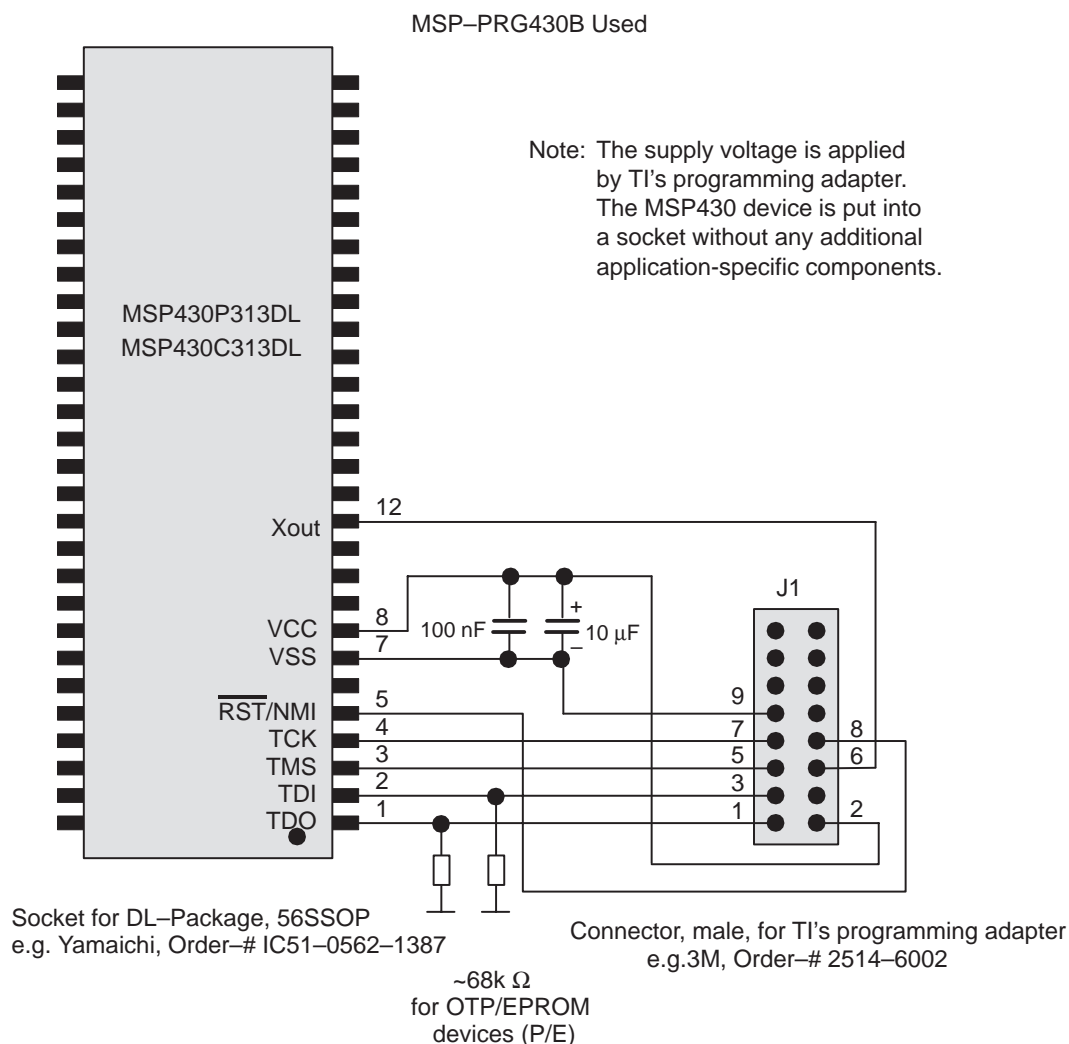 MSP–PRG430B Used
Note: The supply voltage is applied
by TI's programming adapter.
The MSP430 device is put into
a socket without any additional
application-specific components.
MSP430P313DL
MSP430C313DL
Xout
12
J1
VCC
8
100 nF
+
10 μF
–
VSS
7
9
RST/NMI
5
TCK
4
7
8
TMS
3
5
6
TDI
2
3
TDO
1
1
2
Socket for DL–Package, 56SSOP
e.g. Yamaichi, Order–# IC51–0562–1387
Connector, male, for TI's programming adapter
e.g.3M, Order–# 2514–6002
~68k Ω
for OTP/EPROM
devices (P/E)